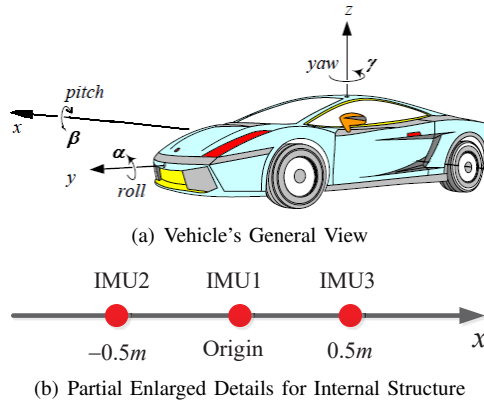 z
yaw γ
pitch
x
β
α
y
roll
(a) Vehicle's General View
IMU2 IMU1 IMU3
−0.5m Origin 0.5m x
(b) Partial Enlarged Details for Internal Structure